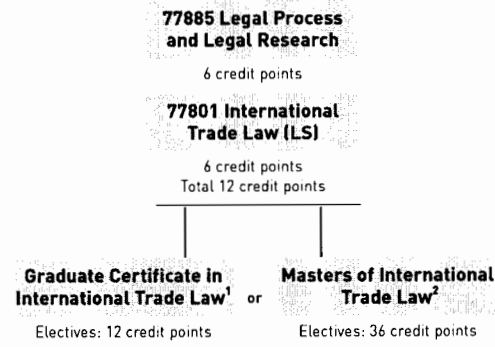 77885 Legal Process
and Legal Research
6 credit points
77801 International
Trade Law (LS)
6 credit points
Total 12 credit points
Graduate Certificate in
International Trade Law¹ or
Masters of International
Trade Law²
Electives: 12 credit points
Electives: 36 credit points